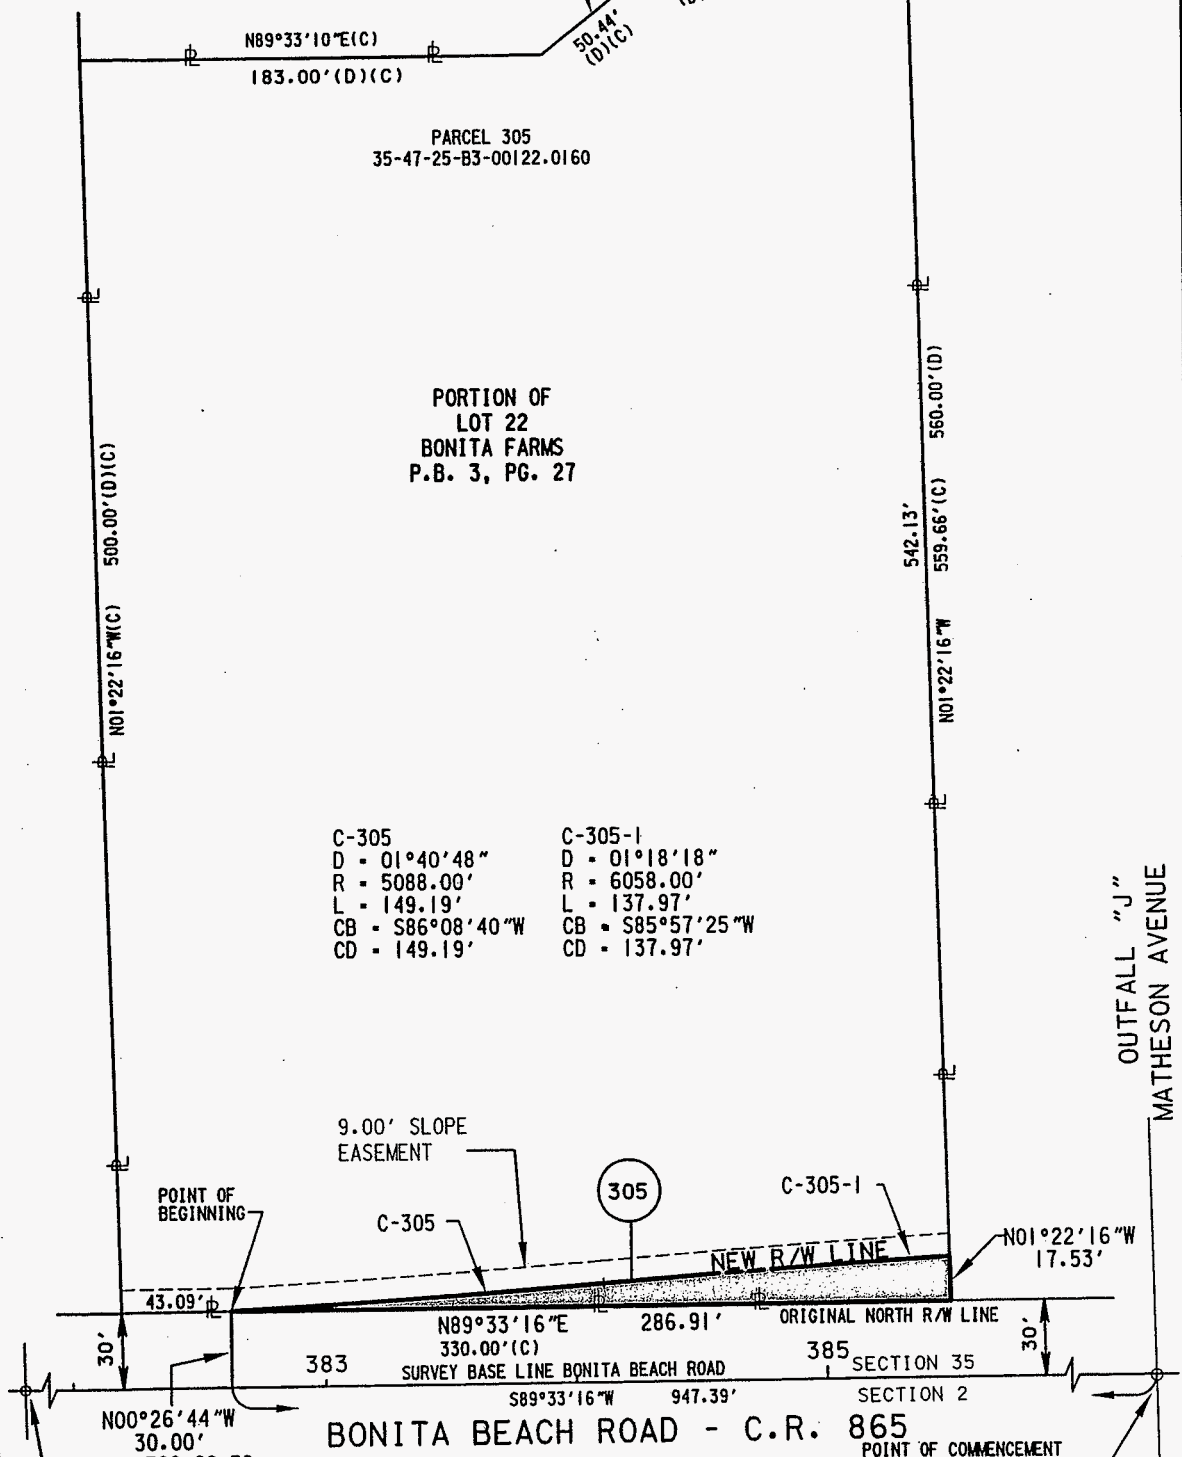 50.44'
(D)(C)
N89°33'10"E(C)
183.00'(D)(C)
PARCEL 305
35-47-25-B3-00122.0160
PORTION OF
LOT 22
BONITA FARMS
P.B. 3, PG. 27
N01°22'16"W(C) 500.00'(D)(C)
542.13'
N01°22'16"W 559.66'(C) 560.00'(D)
C-305
D = 01°40'48"
R = 5088.00'
L = 149.19'
CB = S86°08'40"W
CD = 149.19'
C-305-1
D = 01°18'18"
R = 6058.00'
L = 137.97'
CB = S85°57'25"W
CD = 137.97'
OUTFALL "J"
MATHESON AVENUE
9.00' SLOPE
EASEMENT
305
POINT OF
BEGINNING
C-305
C-305-1
NEW R/W LINE
N01°22'16"W
17.53'
43.09'
N89°33'16"E 286.91'
ORIGINAL NORTH R/W LINE
330.00'(C)
30'
30'
383
385
SURVEY BASE LINE BONITA BEACH ROAD
SECTION 35
S89°33'16"W 947.39'
SECTION 2
N00°26'44"W
30.00'
BONITA BEACH ROAD - C.R. 865
POINT OF COMMENCEMENT